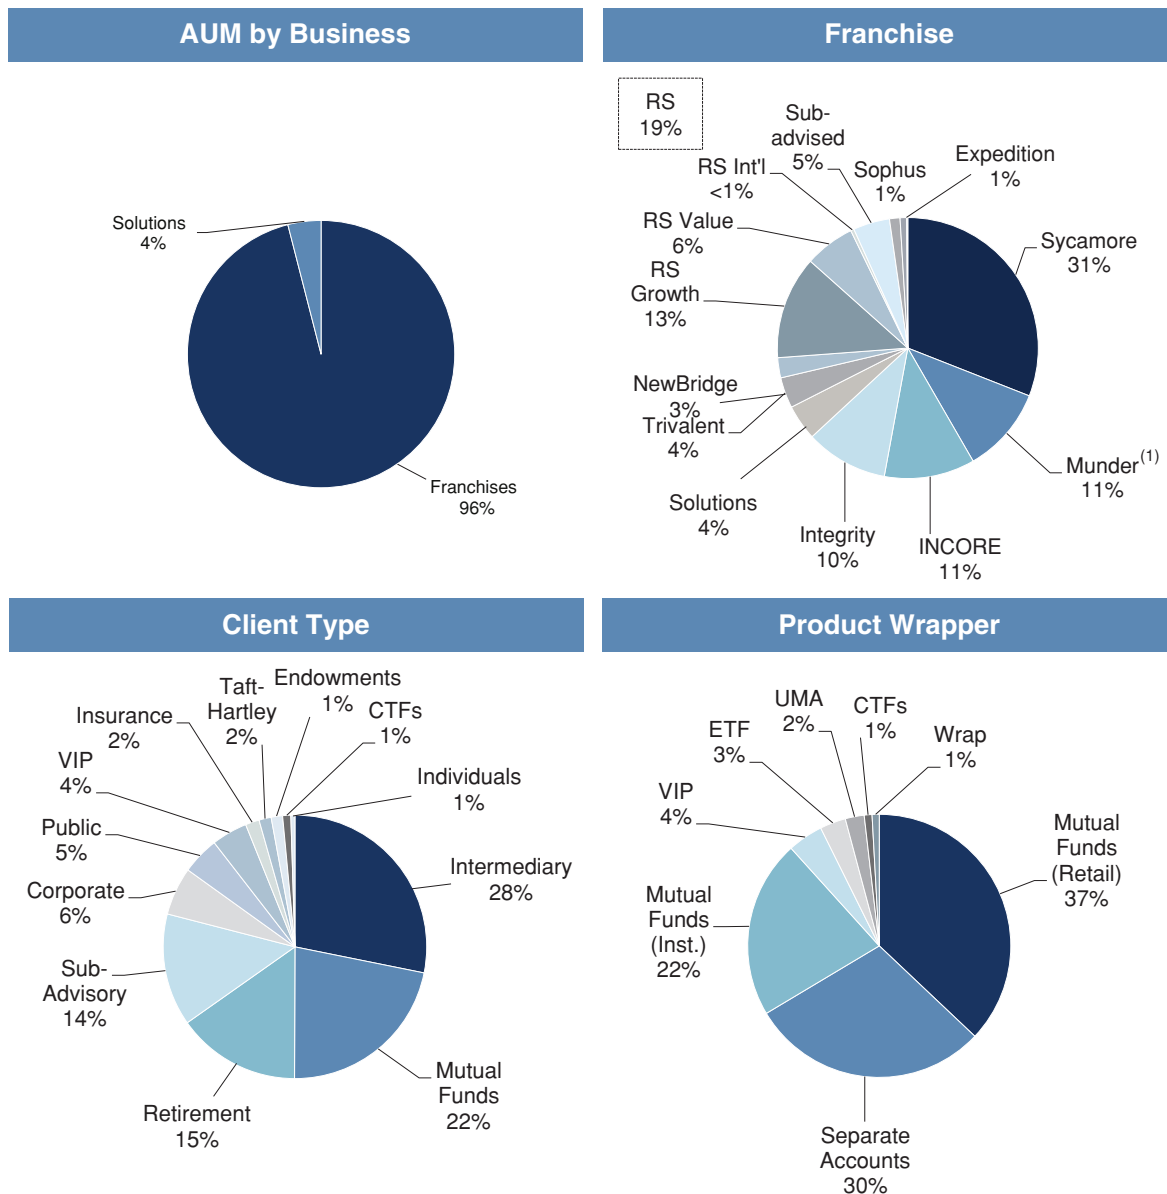 AUM by Business
Solutions
4%
Franchises
96%
Franchise
RS
19%
Sub-
advised
5%
Sophus
1%
Expedition
1%
RS Int'l
<1%
RS Value
6%
RS
Growth
13%
NewBridge
3%
Trivalent
4%
Solutions
4%
Integrity
10%
INCORE
11%
Munder(1)
11%
Sycamore
31%
Client Type
Endowments
1%
Taft-
Hartley
2%
CTFs
1%
Insurance
2%
VIP
4%
Individuals
1%
Public
5%
Intermediary
28%
Corporate
6%
Sub-
Advisory
14%
Mutual
Funds
22%
Retirement
15%
Product Wrapper
UMA
2%
CTFs
1%
ETF
3%
Wrap
1%
VIP
4%
Mutual
Funds
(Retail)
37%
Mutual
Funds
(Inst.)
22%
Separate
Accounts
30%